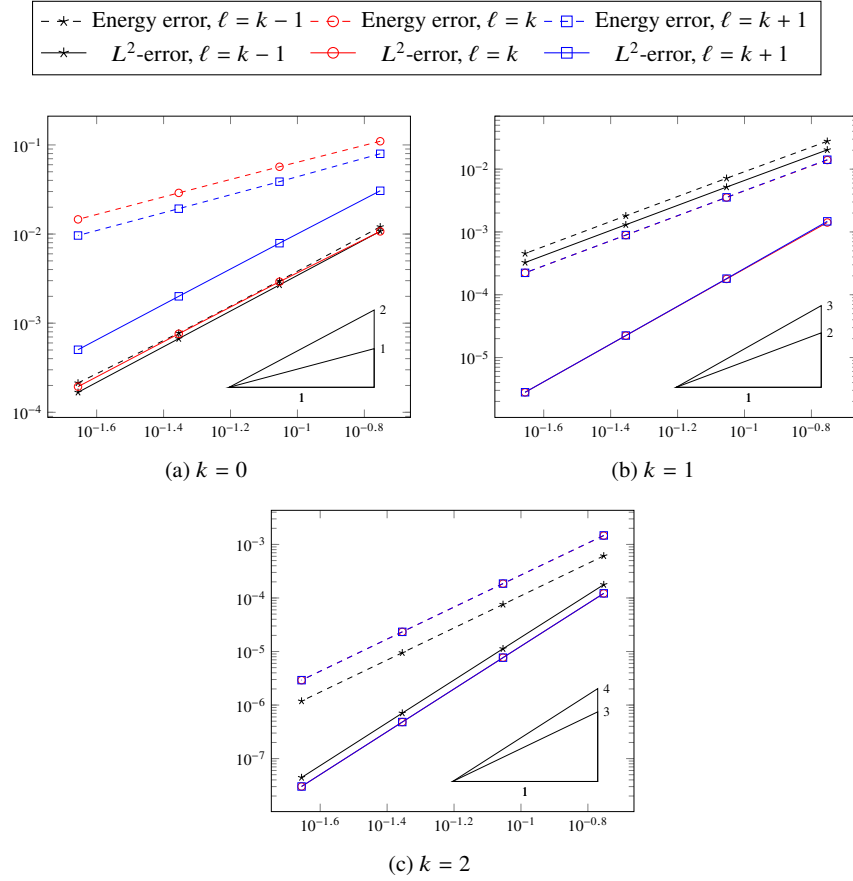 Energy error, ℓ = k − 1 Energy error, ℓ = k Energy error, ℓ = k + 1
L²-error, ℓ = k − 1 L²-error, ℓ = k L²-error, ℓ = k + 1
10⁻¹
10⁻²
10⁻³
10⁻⁴
2
1
1
10⁻¹·⁶ 10⁻¹·⁴ 10⁻¹·² 10⁻¹ 10⁻⁰·⁸
(a) k = 0
10⁻²
10⁻³
10⁻⁴
10⁻⁵
3
2
1
10⁻¹·⁶ 10⁻¹·⁴ 10⁻¹·² 10⁻¹ 10⁻⁰·⁸
(b) k = 1
10⁻³
10⁻⁴
10⁻⁵
10⁻⁶
10⁻⁷
4
3
1
10⁻¹·⁶ 10⁻¹·⁴ 10⁻¹·² 10⁻¹ 10⁻⁰·⁸
(c) k = 2